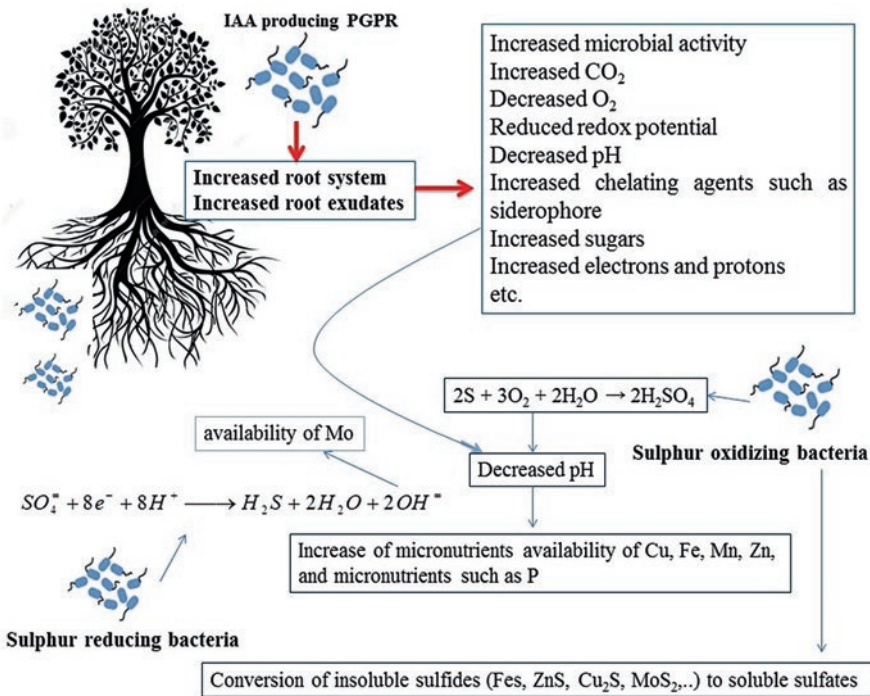 IAA producing PGPR
Increased root system
Increased root exudates
Increased microbial activity
Increased CO₂
Decreased O₂
Reduced redox potential
Decreased pH
Increased chelating agents such as
siderophore
Increased sugars
Increased electrons and protons
etc.
2S + 3O₂ + 2H₂O → 2H₂SO₄
Sulphur oxidizing bacteria
availability of Mo
Decreased pH
SO₄⁼ + 8e⁻ + 8H⁺ ⟶ H₂S + 2H₂O + 2OH⁼
Increase of micronutrients availability of Cu, Fe, Mn, Zn,
and micronutrients such as P
Sulphur reducing bacteria
Conversion of insoluble sulfides (Fes, ZnS, Cu₂S, MoS₂,..) to soluble sulfates